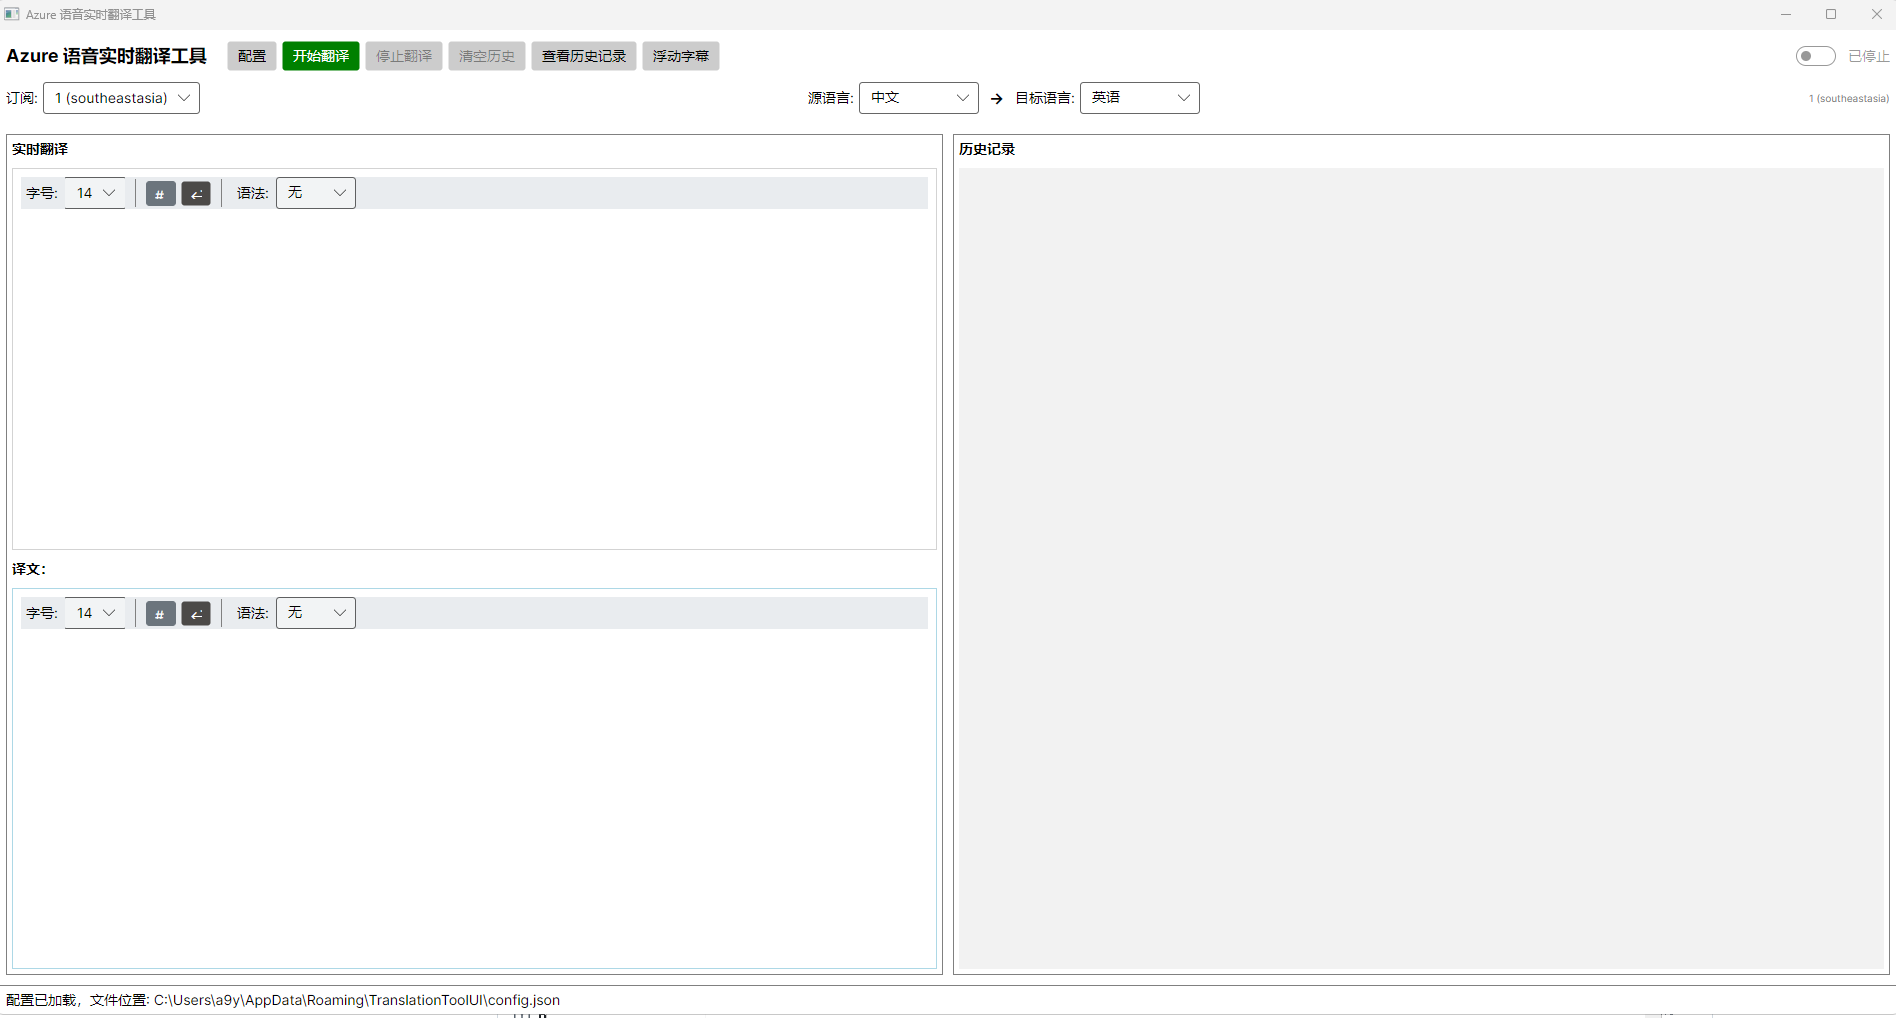 Azure 语音实时翻译工具
Azure 语音实时翻译工具 配置 开始翻译 停止翻译 清空历史 查看历史记录 浮动字幕 已停止
订阅: 1 (southeastasia) 源语言: 中文 → 目标语言: 英语 1 (southeastasia)
实时翻译
字号: 14 # 语法: 无
译文:
字号: 14 # 语法: 无
历史记录
配置已加载，文件位置: C:\Users\a9y\AppData\Roaming\TranslationToolUI\config.json